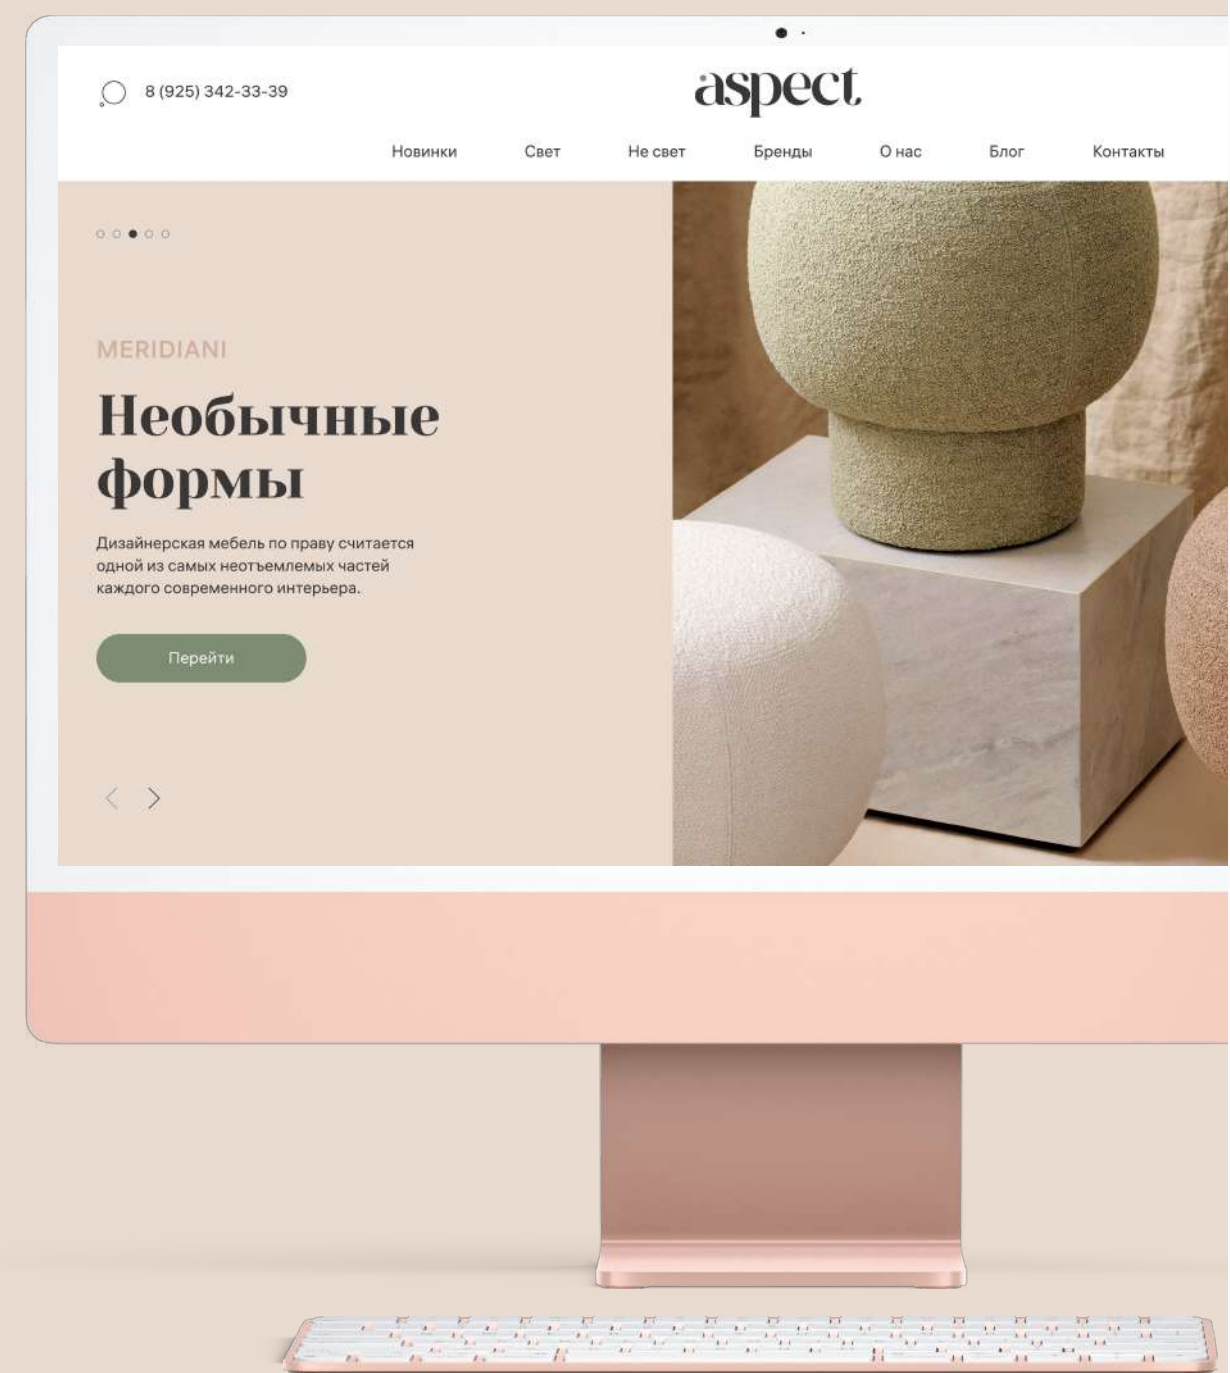 8 (925) 342-33-39
aspect
Новинки Свет Не свет Бренды О нас Блог Контакты
MERIDIANI
Необычные
формы
Дизайнерская мебель по праву считается
одной из самых неотъемлемых частей
каждого современного интерьера.
Перейти